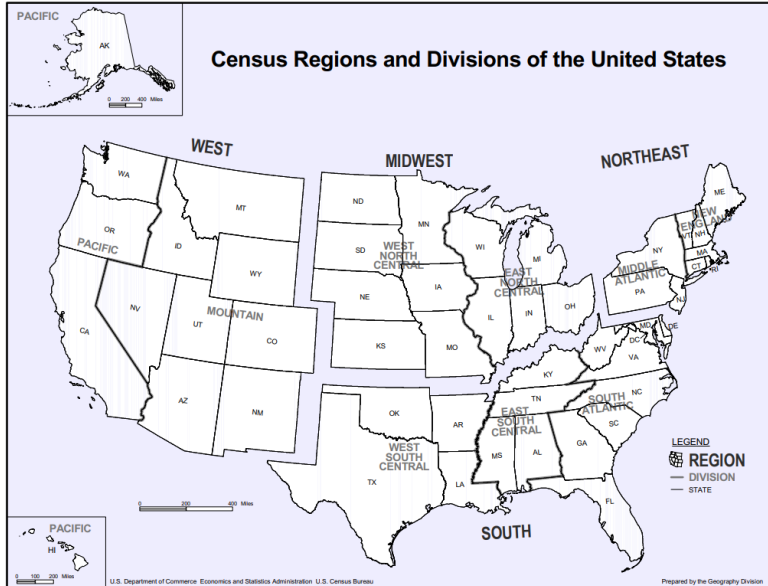 PACIFIC
AK
0 200 400 Miles
Census Regions and Divisions of the United States
WEST
MIDWEST
NORTHEAST
WA
MT
ND
MN
ME
OR
ID
SD
WI
MI
NY
VT
NH
NEW
ENGLAND
MA
CT
RI
PACIFIC
WY
WEST
NORTH
CENTRAL
EAST
NORTH
CENTRAL
MIDDLE
ATLANTIC
PA
NJ
NV
NE
IA
IL
IN
OH
UT
MOUNTAIN
CO
KS
MO
CA
WV
MD
DE
DC
VA
KY
AZ
NM
OK
AR
TN
NC
SOUTH
ATLANTIC
SC
EAST
SOUTH
CENTRAL
MS
AL
GA
WEST
SOUTH
CENTRAL
TX
LA
FL
LEGEND
REGION
DIVISION
STATE
0 200 400 Miles
SOUTH
PACIFIC
HI
0 100 200 Miles
U.S. Department of Commerce Economics and Statistics Administration U.S. Census Bureau
Prepared by the Geography Division